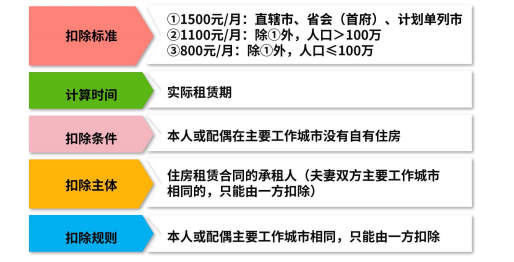 扣除标准
①1500元/月：直辖市、省会（首府）、计划单列市
②1100元/月：除①外，人口＞100万
③800元/月：除①外，人口≤100万
计算时间
实际租赁期
扣除条件
本人或配偶在主要工作城市没有自有住房
扣除主体
住房租赁合同的承租人（夫妻双方主要工作城市
相同的，只能由一方扣除）
扣除规则
本人或配偶主要工作城市相同，只能由一方扣除